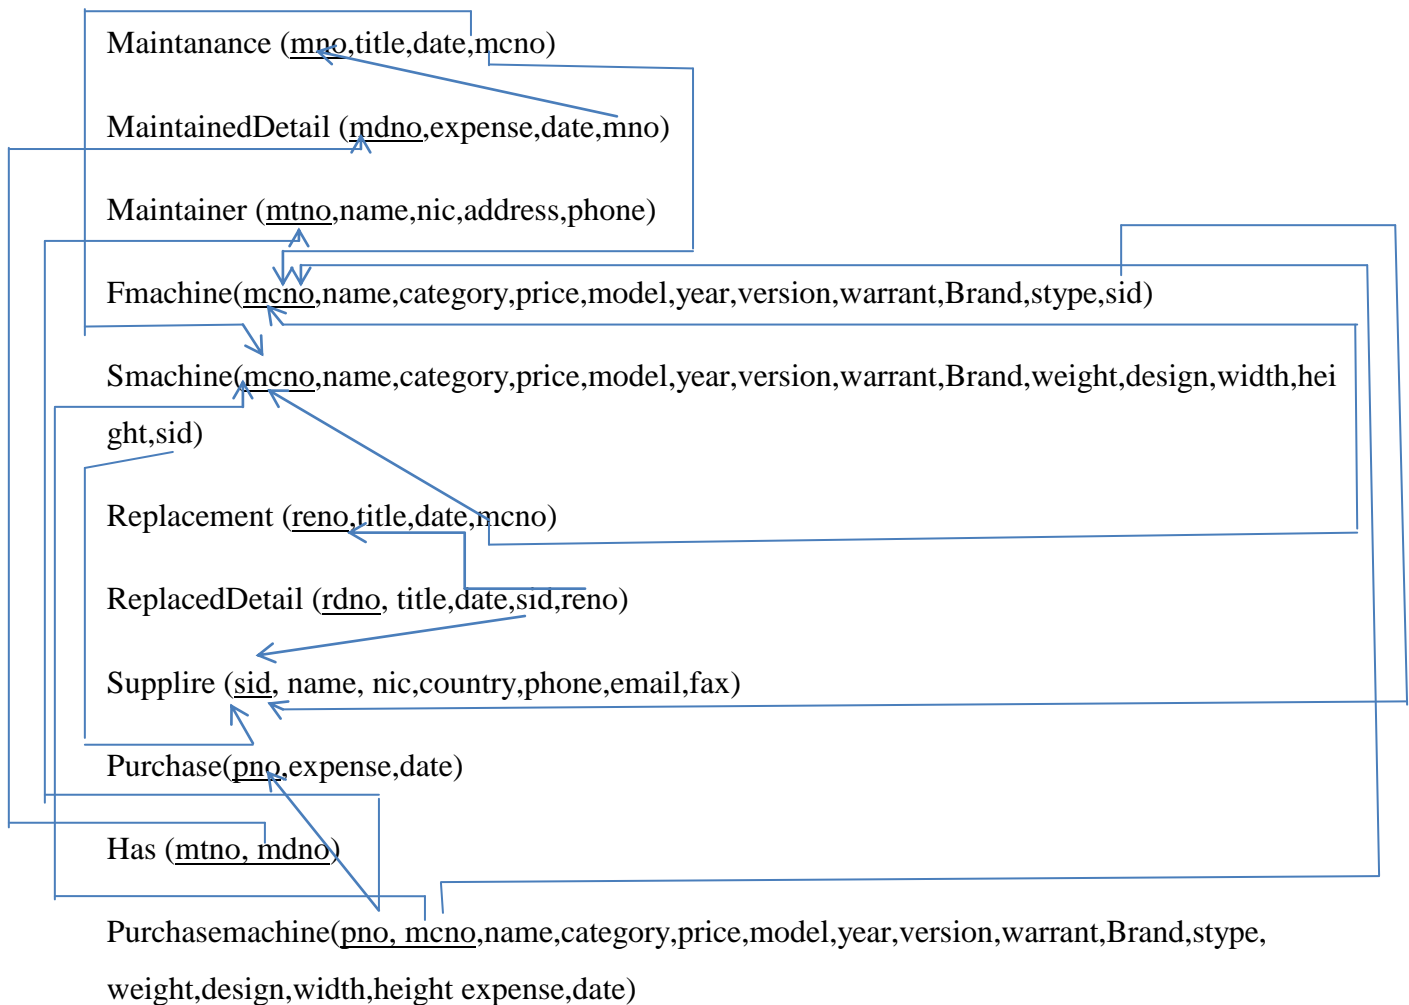 Maintanance (mno,title,date,mcno)
MaintainedDetail (mdno,expense,date,mno)
Maintainer (mtno,name,nic,address,phone)
Fmachine(mcno,name,category,price,model,year,version,warrant,Brand,stype,sid)
Smachine(mcno,name,category,price,model,year,version,warrant,Brand,weight,design,width,hei
ght,sid)
Replacement (reno,title,date,mcno)
ReplacedDetail (rdno, title,date,sid,reno)
Supplire (sid, name, nic,country,phone,email,fax)
Purchase(pno,expense,date)
Has (mtno, mdno)
Purchasemachine(pno, mcno,name,category,price,model,year,version,warrant,Brand,stype,
weight,design,width,height expense,date)